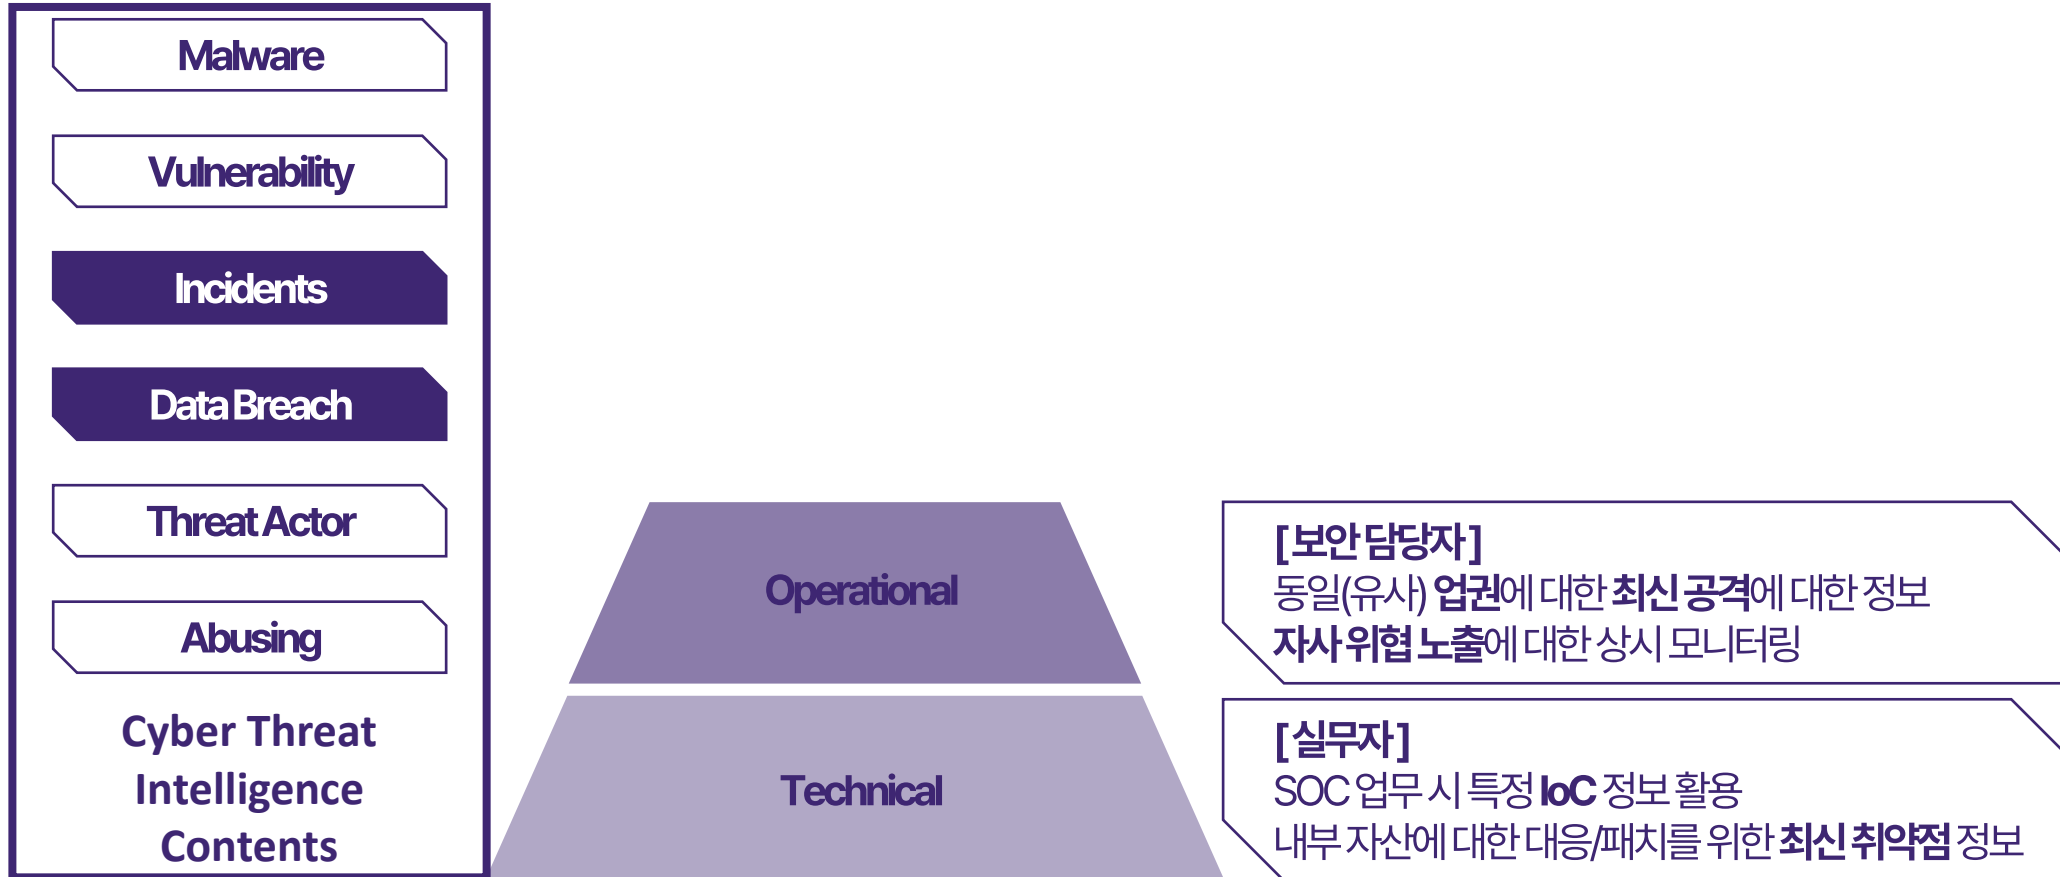 Malware
Vulnerability
Incidents
Data Breach
Threat Actor
Abusing
Cyber Threat
Intelligence
Contents
Operational
[ 보안 담당자 ]
동일(유사) 업권에 대한 최신 공격에 대한 정보
자사 위협 노출에 대한 상시 모니터링
Technical
[ 실무자 ]
SOC 업무 시 특정 IoC 정보 활용
내부 자산에 대한 대응/패치를 위한 최신 취약점 정보